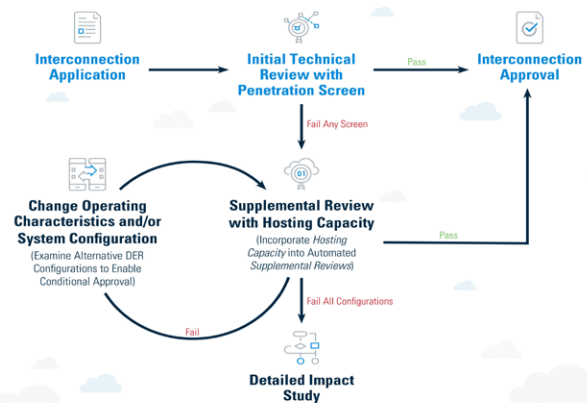 Interconnection
Application
Initial Technical
Review with
Penetration Screen
Pass
Interconnection
Approval
Fail Any Screen
01
Change Operating
Characteristics and/or
System Configuration
(Examine Alternative DER
Configurations to Enable
Conditional Approval)
Supplemental Review
with Hosting Capacity
(Incorporate Hosting
Capacity into Automated
Supplemental Reviews)
Pass
Fail
Fail All Configurations
Detailed Impact
Study